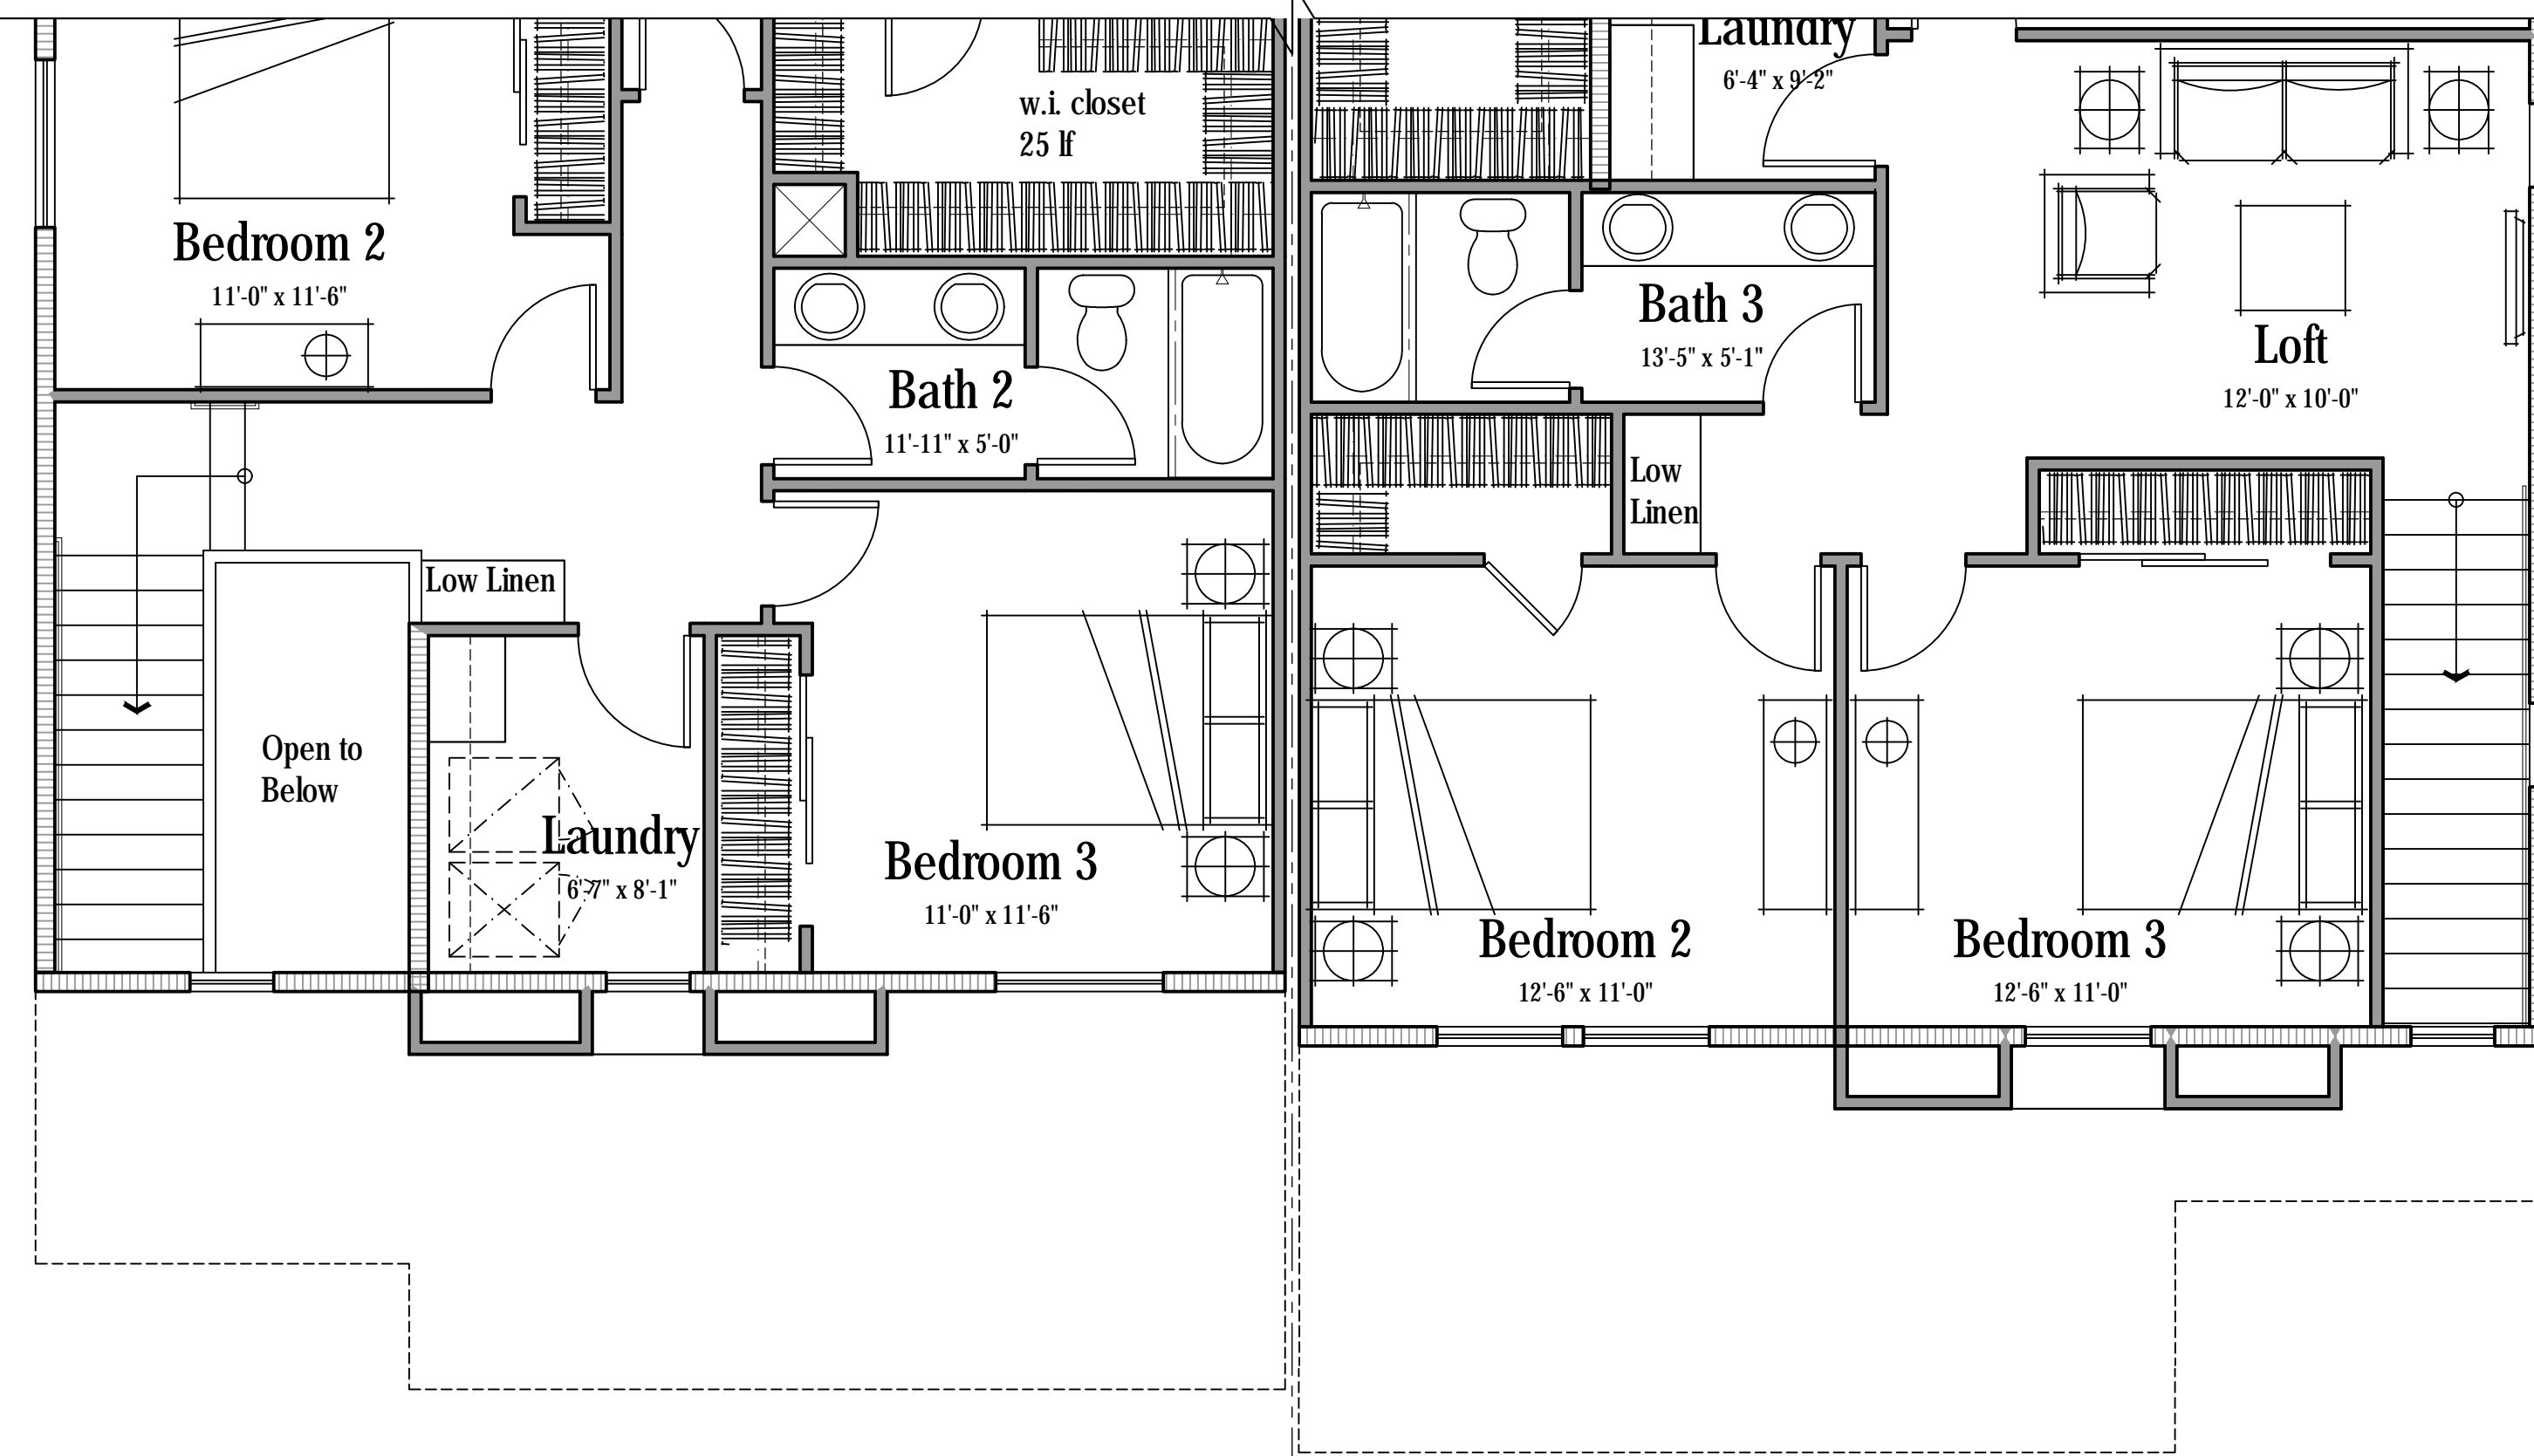 w.i. closet
25 lf
Bedroom 2
11'-0" x 11'-6"
Bath 2
11'-11" x 5'-0"
Low Linen
Open to
Below
Laundry
6'-7" x 8'-1"
Bedroom 3
11'-0" x 11'-6"
Laundry
6'-4" x 9'-2"
Bath 3
13'-5" x 5'-1"
Loft
12'-0" x 10'-0"
Low
Linen
Bedroom 2
12'-6" x 11'-0"
Bedroom 3
12'-6" x 11'-0"